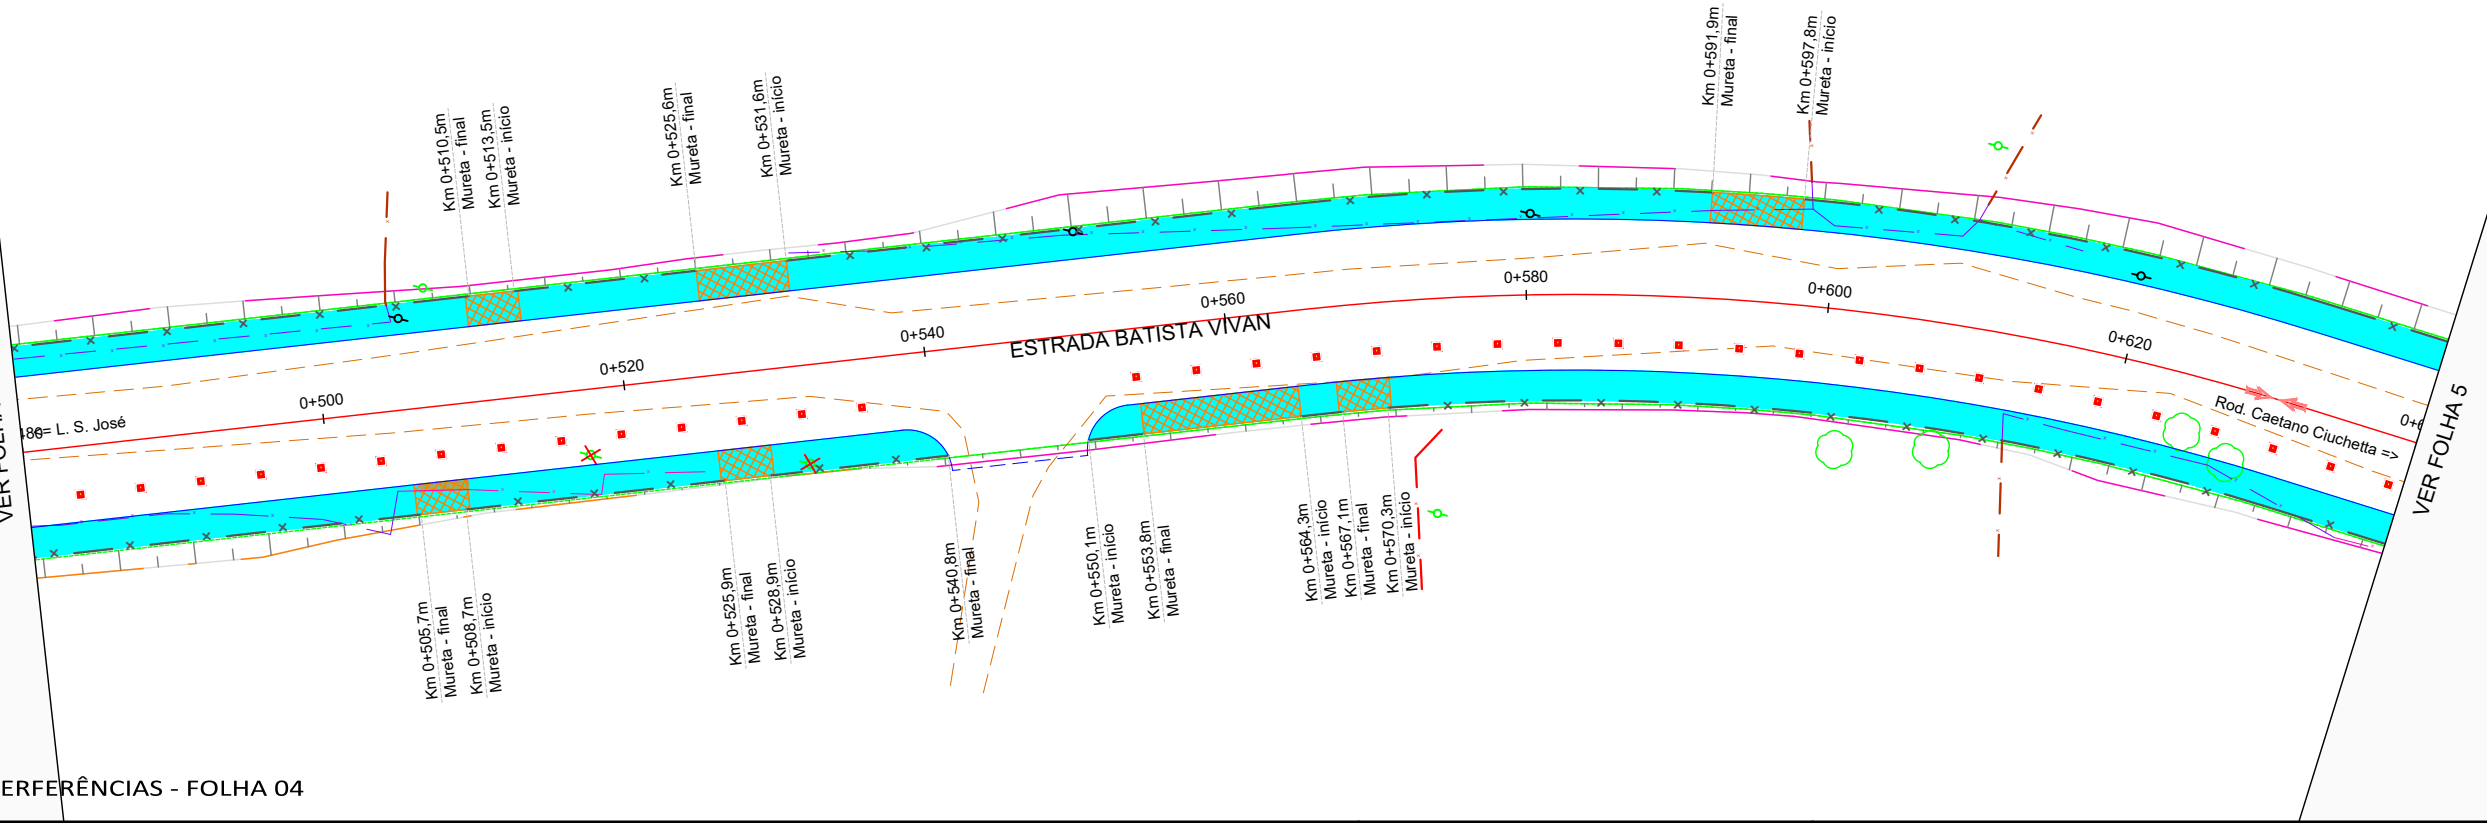 Km 0+510,5m
Mureta - final
Km 0+513,5m
Mureta - início
Km 0+525,6m
Mureta - final
Km 0+531,6m
Mureta - início
Km 0+591,9m
Mureta - final
Km 0+597,8m
Mureta - início
0+500
0+520
0+540
0+560
0+580
0+600
0+620
ESTRADA BATISTA VIVAN
<= L. S. José
Rod. Caetano Ciuchetta =>
VER FOLHA 5
Km 0+505,7m
Mureta - final
Km 0+508,7m
Mureta - início
Km 0+525,9m
Mureta - final
Km 0+528,9m
Mureta - início
Km 0+540,8m
Mureta - final
Km 0+550,1m
Mureta - início
Km 0+553,8m
Mureta - final
Km 0+564,3m
Mureta - início
Km 0+567,1m
Mureta - final
Km 0+570,3m
Mureta - início
ERFERÊNCIAS - FOLHA 04